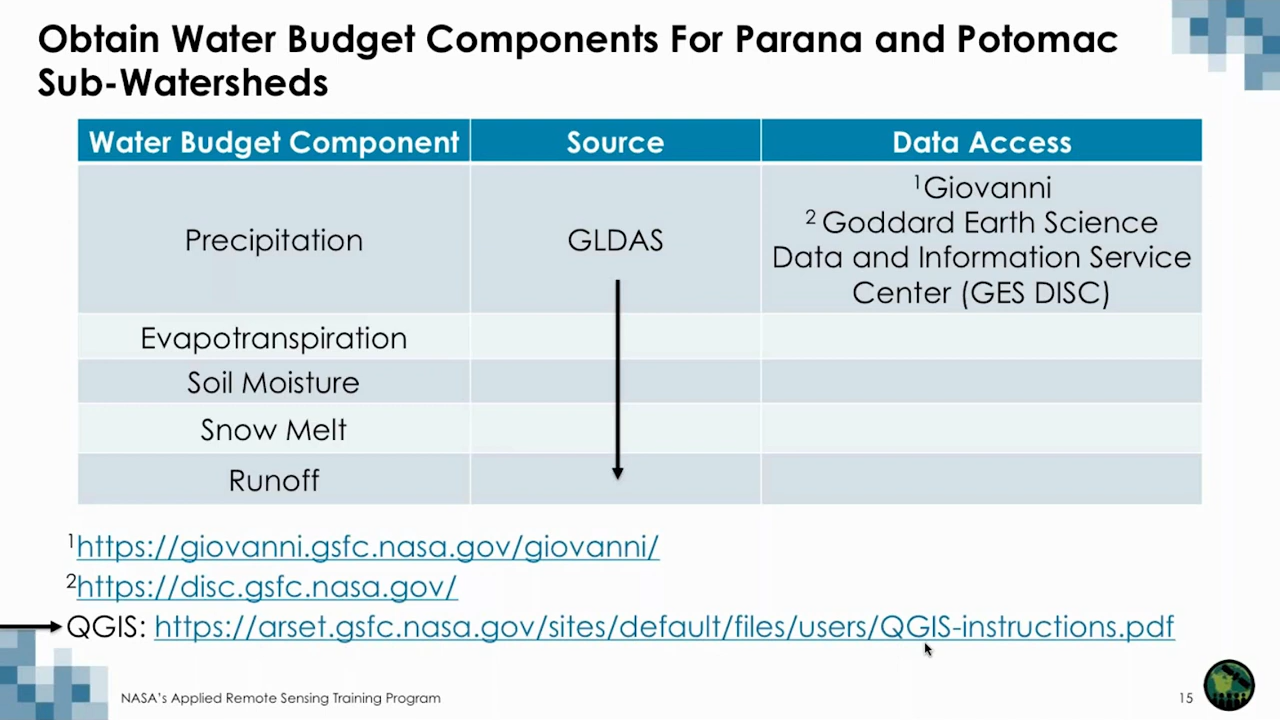 Obtain Water Budget Components For Parana and Potomac
Sub-Watersheds
Water Budget Component Source Data Access
Precipitation GLDAS ¹Giovanni
² Goddard Earth Science
Data and Information Service
Center (GES DISC)
Evapotranspiration
Soil Moisture
Snow Melt
Runoff
¹https://giovanni.gsfc.nasa.gov/giovanni/
²https://disc.gsfc.nasa.gov/
QGIS: https://arset.gsfc.nasa.gov/sites/default/files/users/QGIS-instructions.pdf
NASA's Applied Remote Sensing Training Program 15